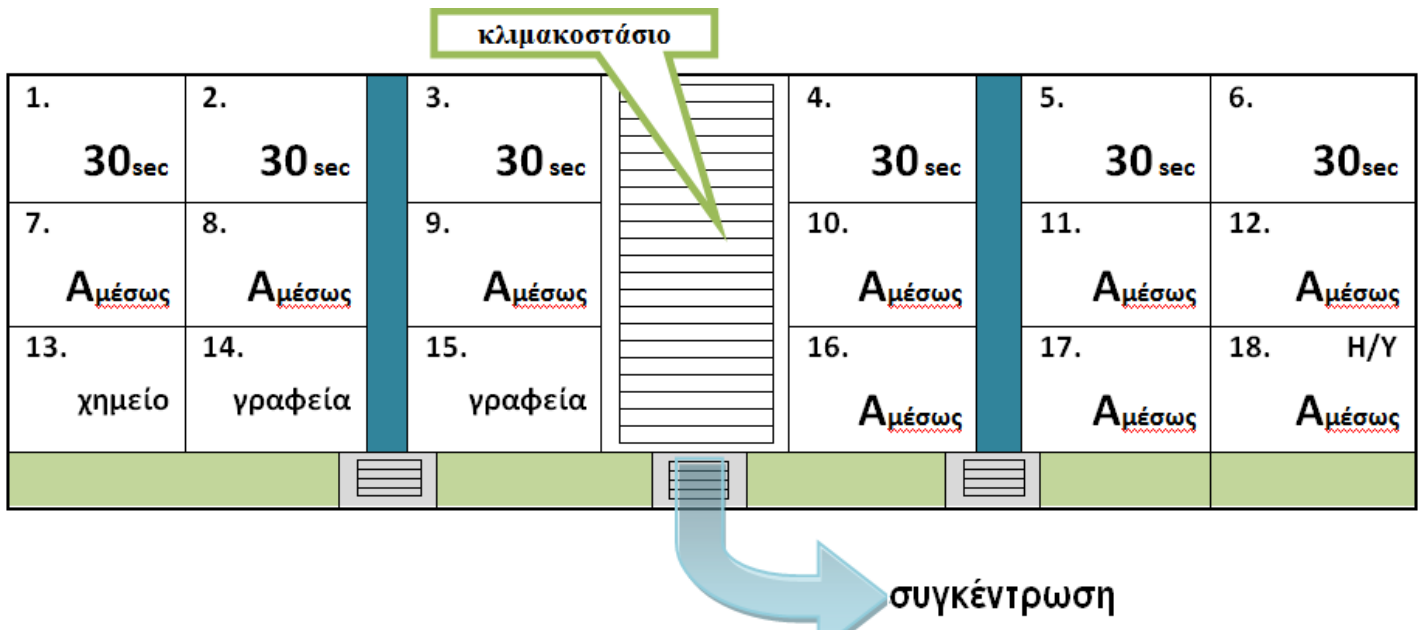 κλιμακοστάσιο
1. 2. 3. 4. 5. 6.
30sec 30 sec 30 sec 30 sec 30 sec 30sec
7. 8. 9. 10. 11. 12.
Αμέσως Αμέσως Αμέσως Αμέσως Αμέσως Αμέσως
13. 14. 15. 16. 17. 18. Η/Υ
χημείο γραφεία γραφεία Αμέσως Αμέσως Αμέσως
συγκέντρωση